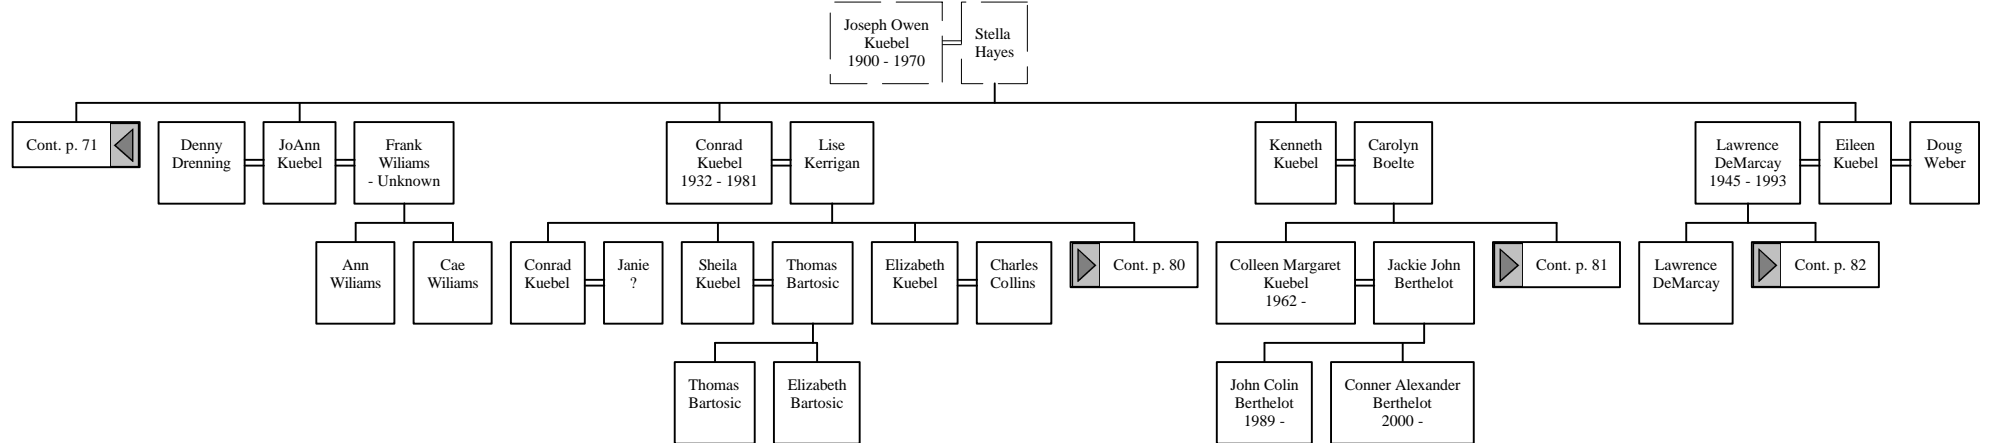 Joseph Owen
Kuebel
1900 - 1970
Stella
Hayes
Cont. p. 71
Denny
Drenning
JoAnn
Kuebel
Frank
Wiliams
- Unknown
Conrad
Kuebel
1932 - 1981
Lise
Kerrigan
Kenneth
Kuebel
Carolyn
Boelte
Lawrence
DeMarcay
1945 - 1993
Eileen
Kuebel
Doug
Weber
Ann
Wiliams
Cae
Wiliams
Conrad
Kuebel
Janie
?
Sheila
Kuebel
Thomas
Bartosic
Elizabeth
Kuebel
Charles
Collins
Cont. p. 80
Colleen Margaret
Kuebel
1962 -
Jackie John
Berthelot
Cont. p. 81
Lawrence
DeMarcay
Cont. p. 82
Thomas
Bartosic
Elizabeth
Bartosic
John Colin
Berthelot
1989 -
Conner Alexander
Berthelot
2000 -